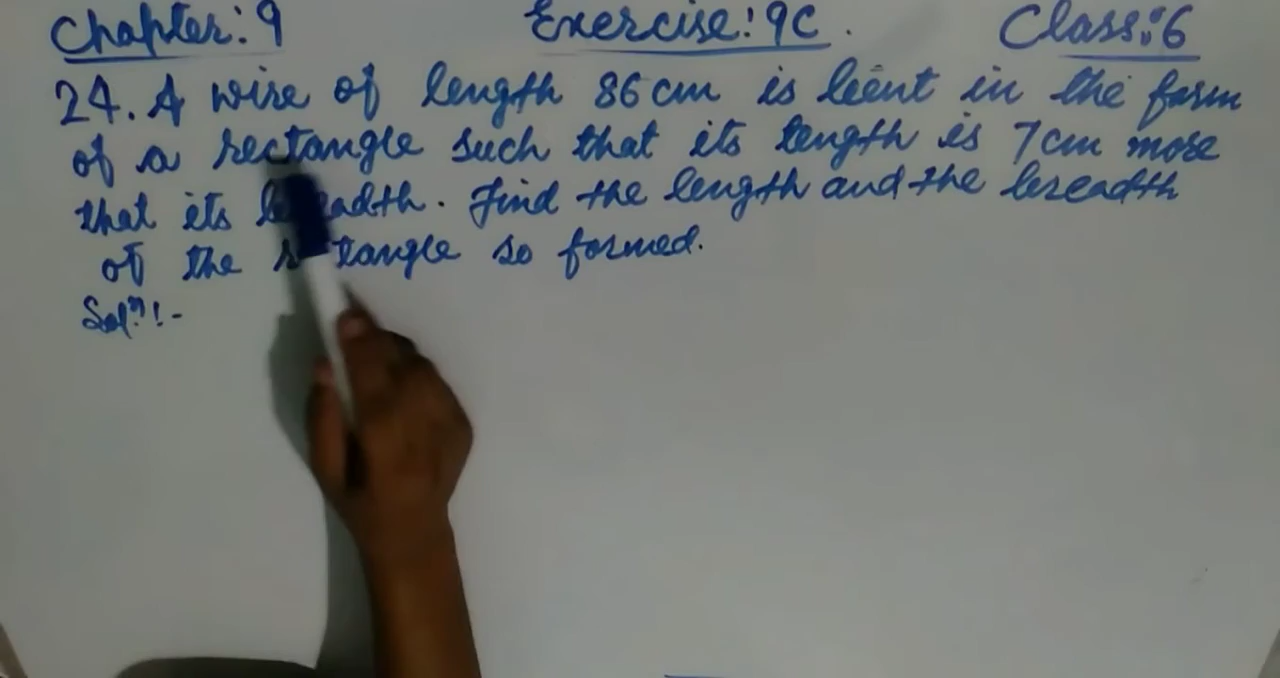 Chapter: 9 Exercise: 9C. Class: 6
24. A wire of length 86 cm is bent in the form
of a rectangle such that its length is 7 cm more
that its. Find the length and the breadth
of the so formed.
Solⁿ:-